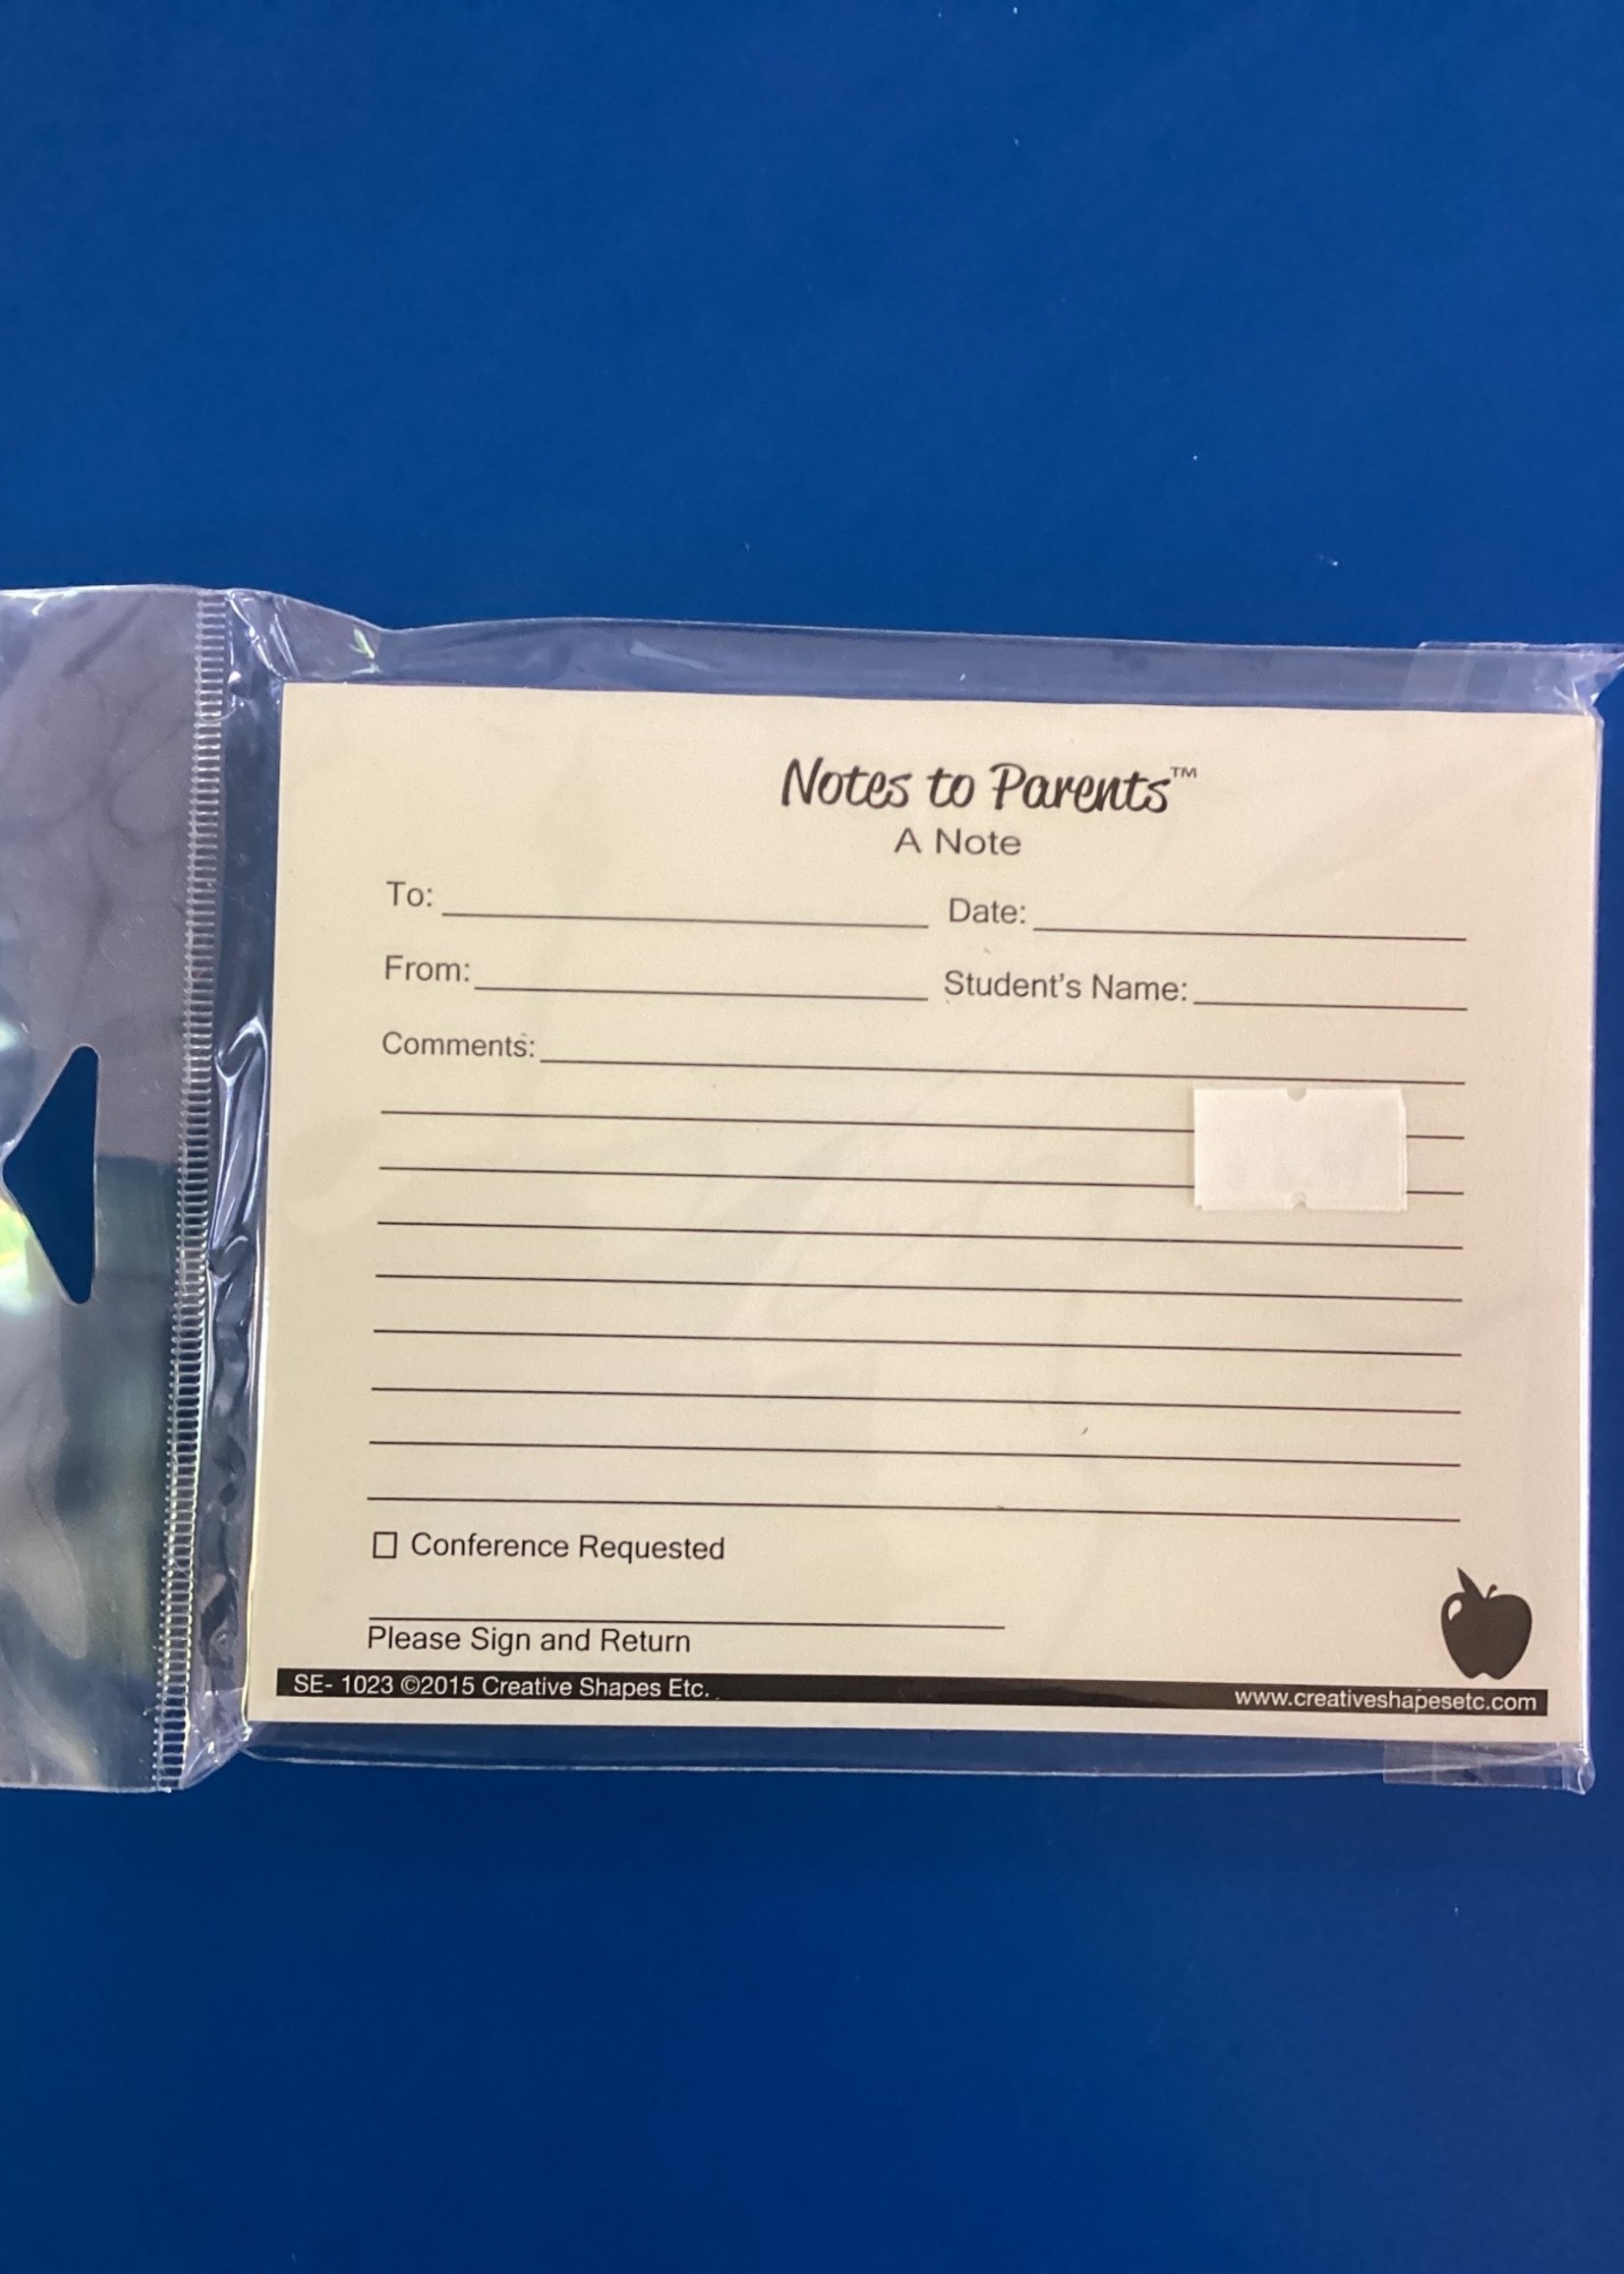 Notes to Parents™
A Note
To: Date:
From: Student's Name:
Comments:
Conference Requested
Please Sign and Return
SE- 1023 ©2015 Creative Shapes Etc. www.creativeshapesetc.com